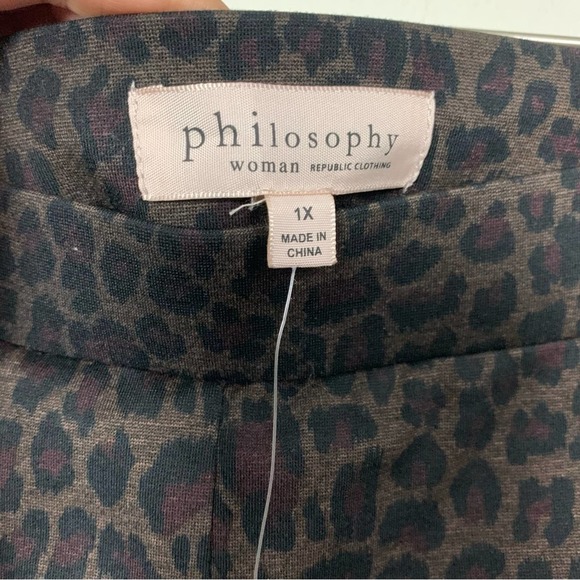 philosophy
woman REPUBLIC CLOTHING
1X
MADE IN
CHINA